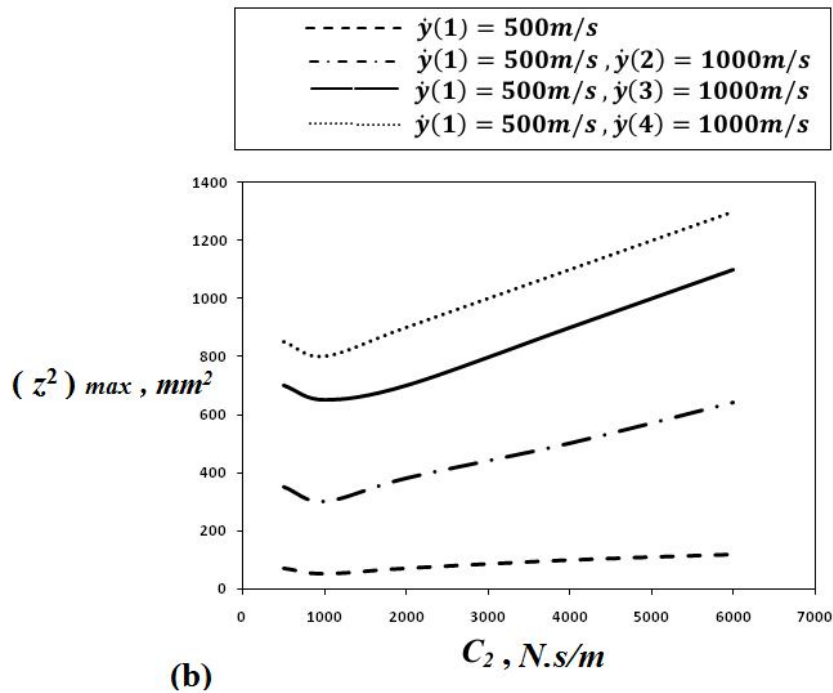 ẏ(1) = 500m/s
ẏ(1) = 500m/s , ẏ(2) = 1000m/s
ẏ(1) = 500m/s , ẏ(3) = 1000m/s
ẏ(1) = 500m/s , ẏ(4) = 1000m/s
1400
1200
1000
800
( z² ) max , mm²
600
400
200
0
0 1000 2000 3000 4000 5000 6000 7000
C₂ , N.s/m
(b)